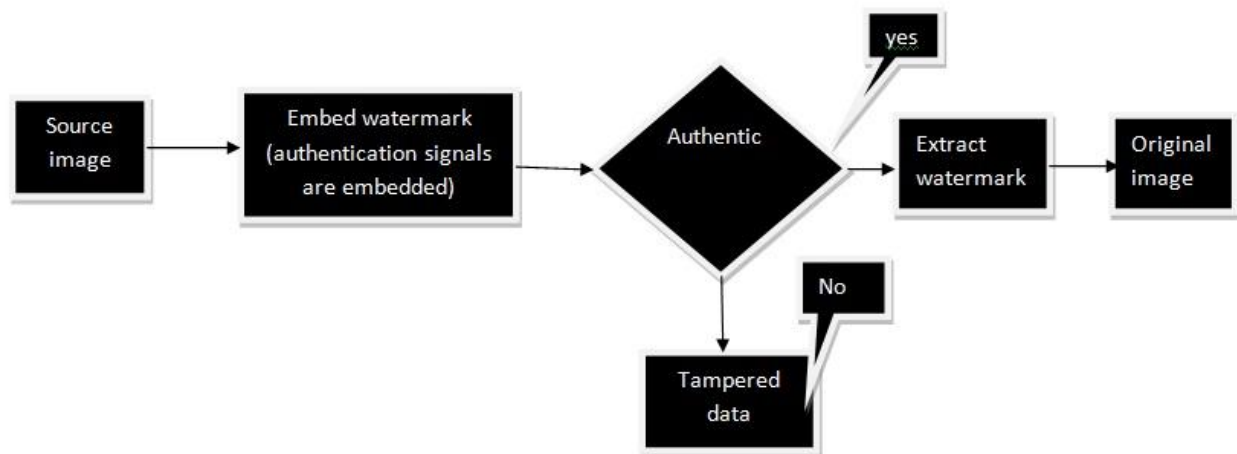 Source
image
Embed watermark
(authentication signals
are embedded)
Authentic
yes
Extract
watermark
Original
image
No
Tampered
data